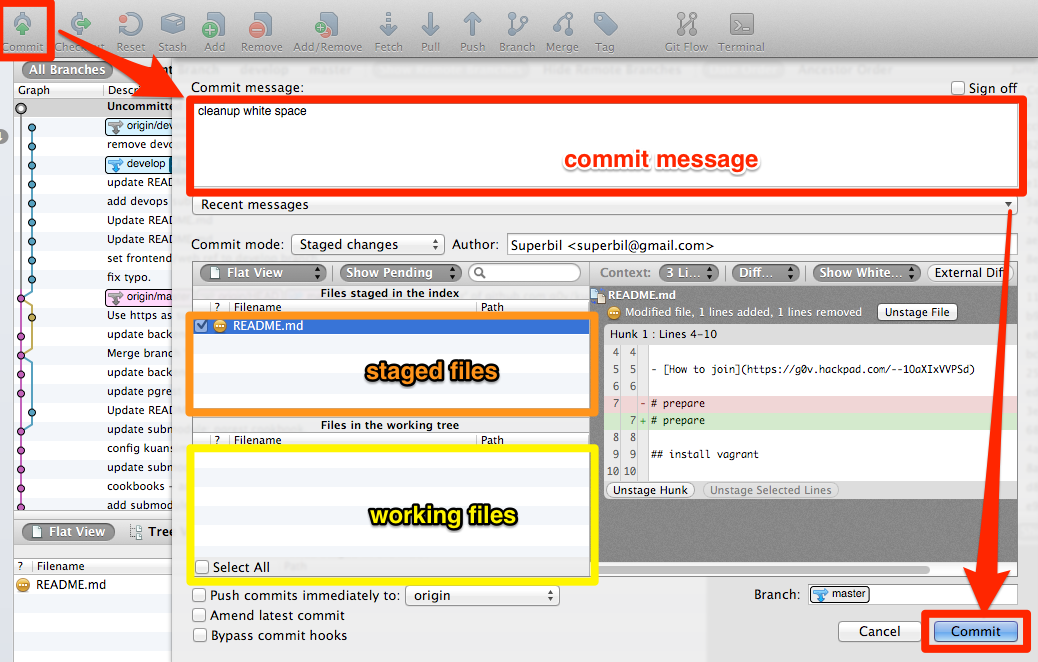 Commit Checkout Reset Stash Add Remove Add/Remove Fetch Pull Push Branch Merge Tag Git Flow Terminal
All Branches
Hide Remote Branches Ancestor Order
Graph
Commit message:
Sign off
Uncommitte
cleanup white space
commit message
origin/dev
remove devo
develop
update READ
add devops
Update READ
Update READ
set frontend
fix typo.
origin/ma
Use https as
update back
Merge branc
update back
update pgre
Update READ
update subm
config kuans
update subm
cookbooks -
add submod
Recent messages
Commit mode: Staged changes Author: Superbil <superbil@gmail.com>
Flat View Show Pending Context: 3 Li... Diff... Show White... External Diff
Files staged in the index
? Filename Path
README.md
staged files
Files in the working tree
? Filename Path
working files
Select All
README.md
Modified file, 1 lines added, 1 lines removed Unstage File
Hunk 1 : Lines 4-10
4 4
5 5 - [How to join](https://g0v.hackpad.com/--1OaXIxVVPSd)
6 6
7 - # prepare
7 + # prepare
8 8
9 9 ## install vagrant
10 10
Unstage Hunk Unstage Selected Lines
Flat View Tree
? Filename
README.md
Push commits immediately to: origin
Amend latest commit
Bypass commit hooks
Branch: master
Cancel Commit